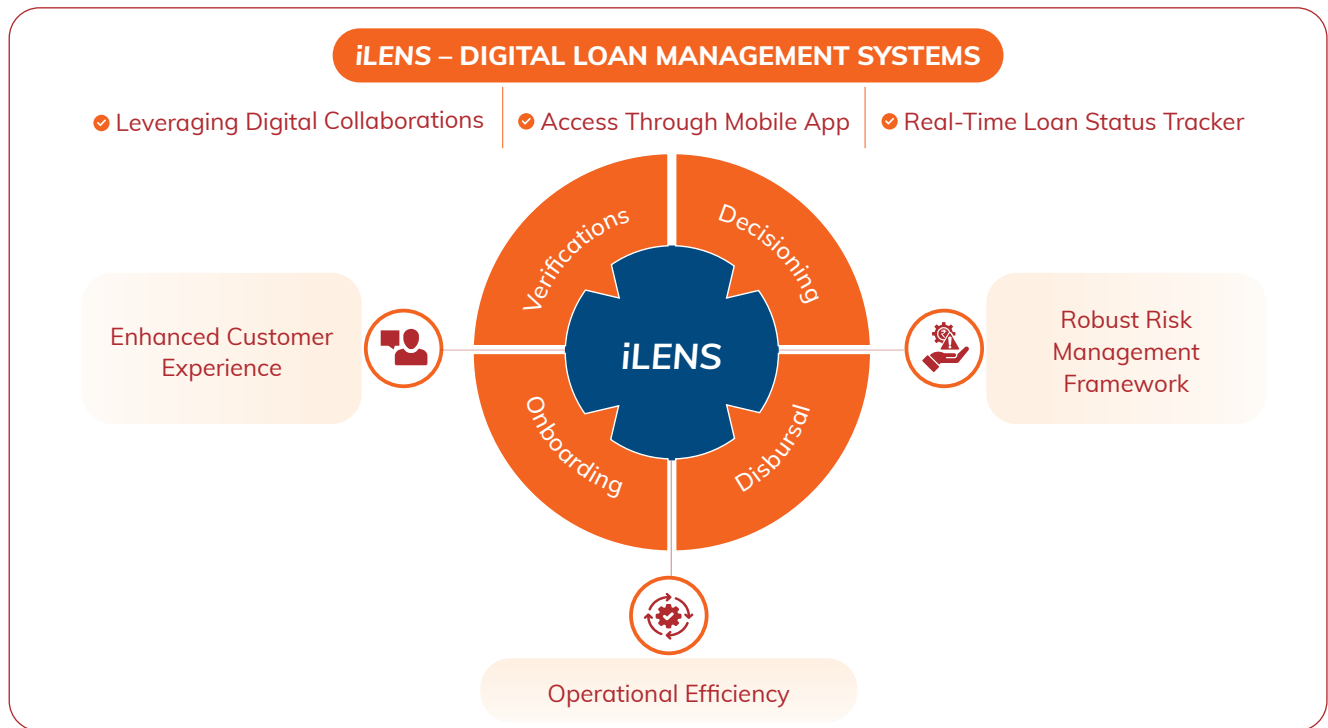 iLENS – DIGITAL LOAN MANAGEMENT SYSTEMS
Leveraging Digital Collaborations
Access Through Mobile App
Real-Time Loan Status Tracker
Verifications
Decisioning
Enhanced Customer
Experience
iLENS
Robust Risk
Management
Framework
Onboarding
Disbursal
Operational Efficiency